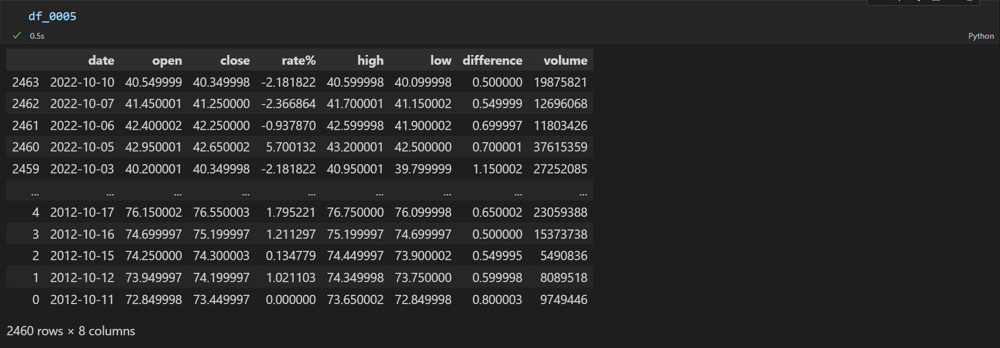 df_0005
0.5s
Python
date open close rate% high low difference volume
2463 2022-10-10 40.549999 40.349998 -2.181822 40.599998 40.099998 0.500000 19875821
2462 2022-10-07 41.450001 41.250000 -2.366864 41.700001 41.150002 0.549999 12696068
2461 2022-10-06 42.400002 42.250000 -0.937870 42.599998 41.900002 0.699997 11803426
2460 2022-10-05 42.950001 42.650002 5.700132 43.200001 42.500000 0.700001 37615359
2459 2022-10-03 40.200001 40.349998 -2.181822 40.950001 39.799999 1.150002 27252085
... ... ... ... ... ... ... ... ...
4 2012-10-17 76.150002 76.550003 1.795221 76.750000 76.099998 0.650002 23059388
3 2012-10-16 74.699997 75.199997 1.211297 75.199997 74.699997 0.500000 15373738
2 2012-10-15 74.250000 74.300003 0.134779 74.449997 73.900002 0.549995 5490836
1 2012-10-12 73.949997 74.199997 1.021103 74.349998 73.750000 0.599998 8089518
0 2012-10-11 72.849998 73.449997 0.000000 73.650002 72.849998 0.800003 9749446
2460 rows × 8 columns